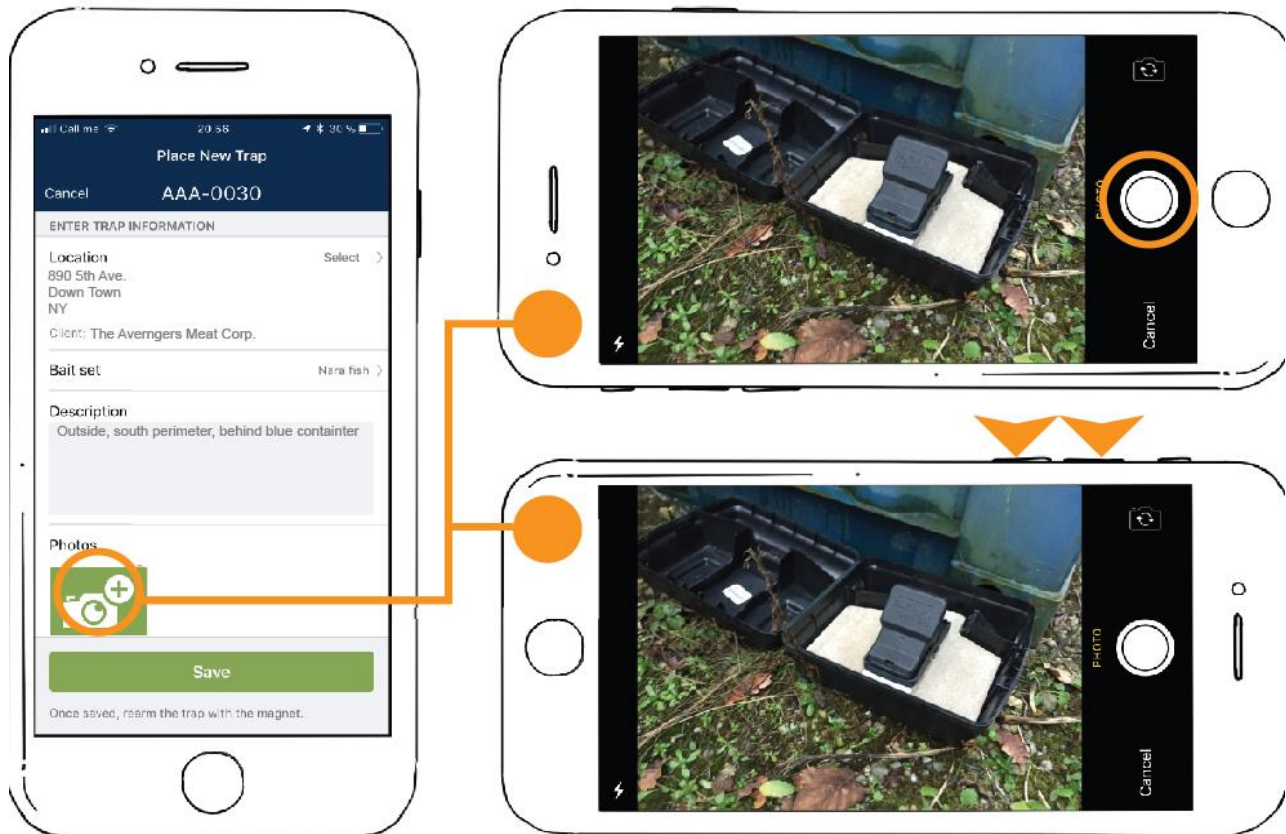 Call me 20:56 30 %
Place New Trap
Cancel AAA-0030
ENTER TRAP INFORMATION
Location Select
890 5th Ave.
Down Town
NY
Client: The Averngers Meat Corp.
Bait set Nara fish
Description
Outside, south perimeter, behind blue containter
Photos
Save
Once saved, rearm the trap with the magnet.
PHOTO
Cancel
PHOTO
Cancel